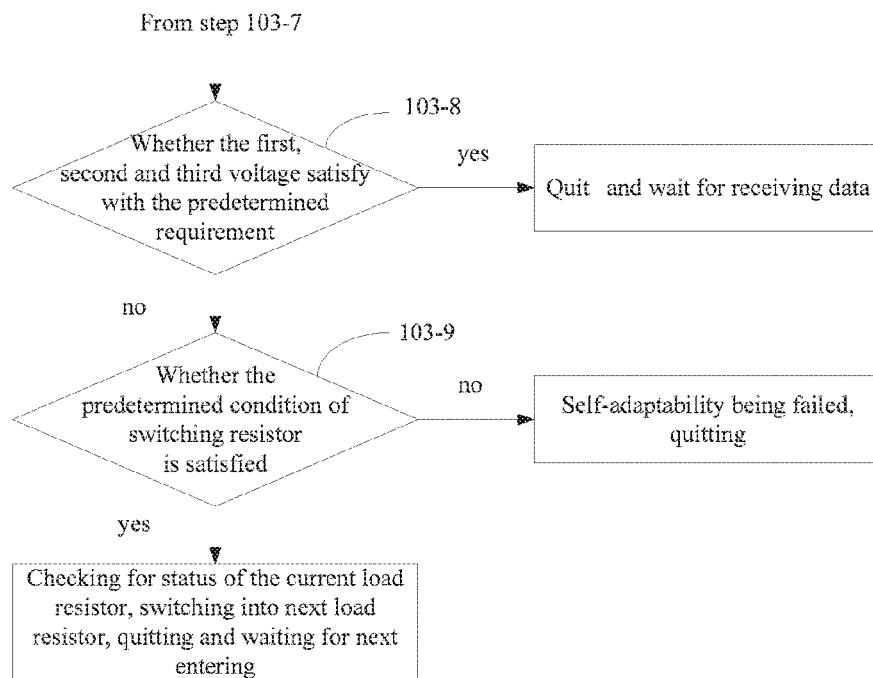 From step 103-7
103-8
Whether the first,
second and third voltage satisfy
with the predetermined
requirement
yes
Quit and wait for receiving data
no
103-9
Whether the
predetermined condition of
switching resistor
is satisfied
no
Self-adaptability being failed,
quitting
yes
Checking for status of the current load
resistor, switching into next load
resistor, quitting and waiting for next
entering